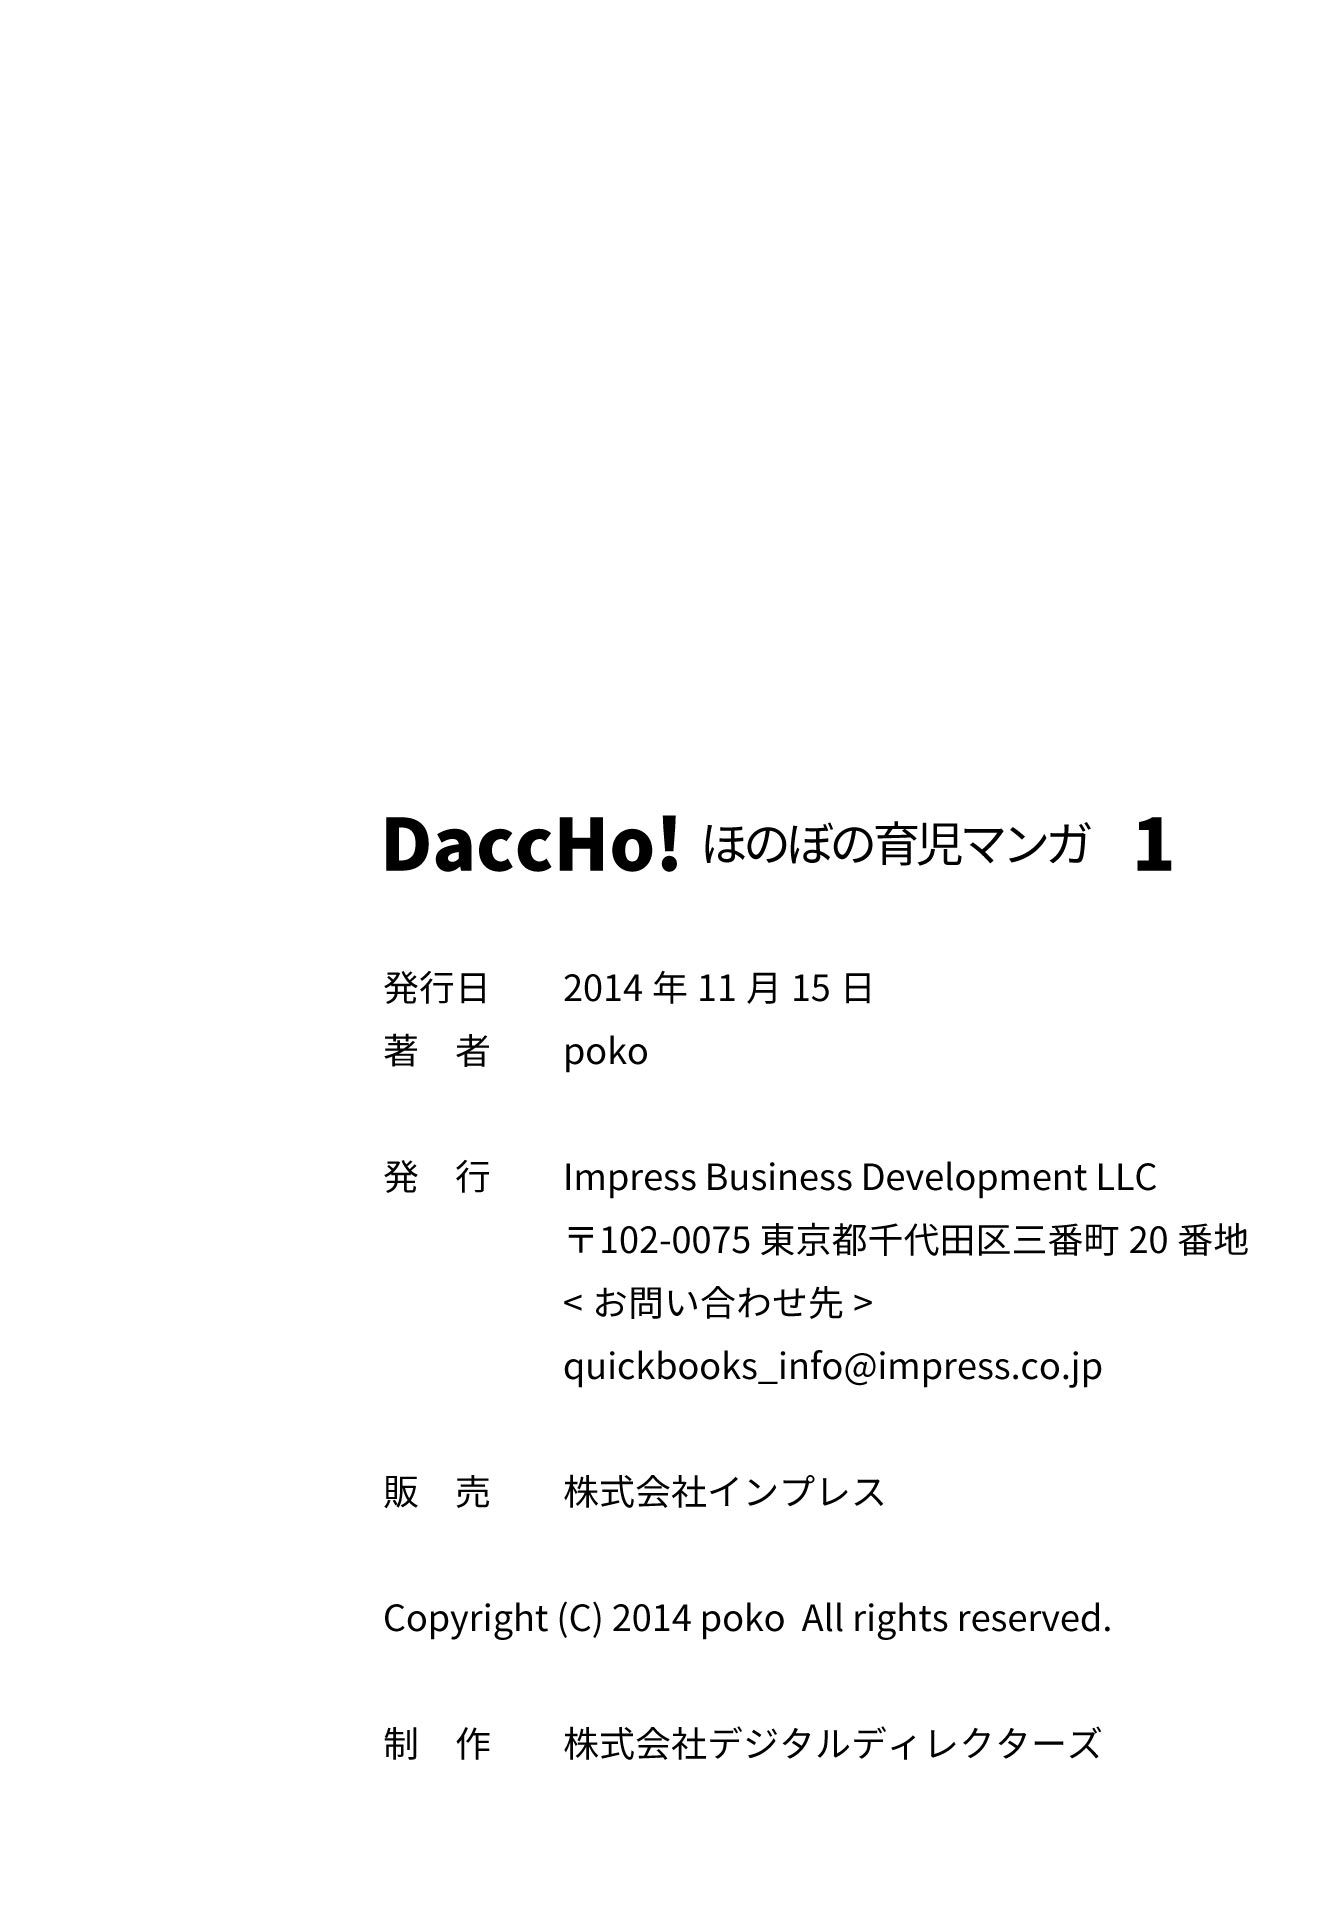 DaccHo! ほのぼの育児マンガ 1
発行日 2014 年 11 月 15 日
著 者 poko
発 行 Impress Business Development LLC
〒102-0075 東京都千代田区三番町 20 番地
< お問い合わせ先 >
quickbooks_info@impress.co.jp
販 売 株式会社インプレス
Copyright (C) 2014 poko All rights reserved.
制 作 株式会社デジタルディレクターズ